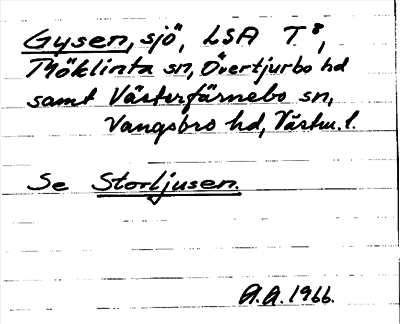 Gysen, sjö, LSA T⁸,
Möklinta sn, Övertjurbo hd
samt Västerfärnebo sn,
Vangsbro hd, Västm. l.
Se Storljusen.
A.A. 1966.